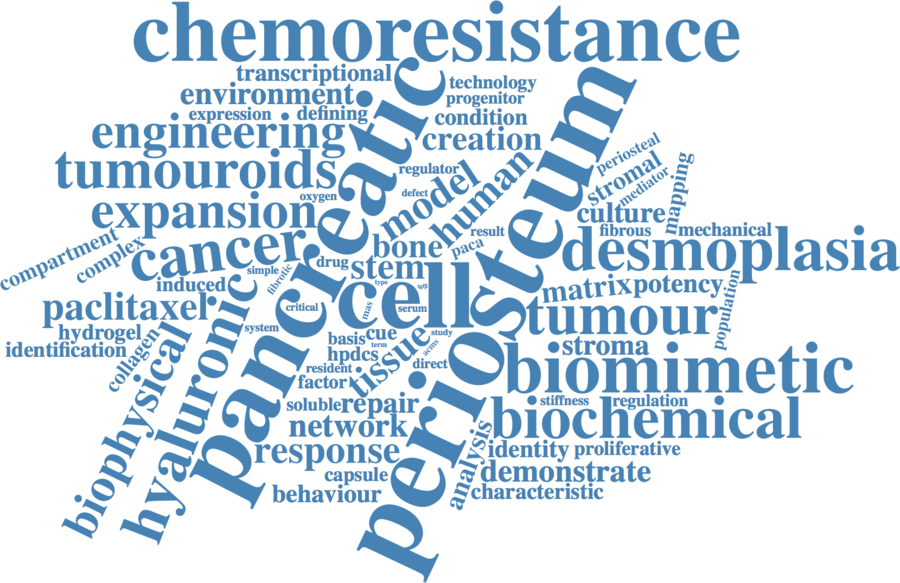 chemoresistance
transcriptional
technology
environment
progenitor
expression
defining
condition
engineering
creation
pancreatic
periosteum
tumouroids
regulator
model
human
periosteal
stromal
mediator
mapping
oxygen
defect
expansion
culture
result
fibrous
mechanical
cancer
bone
paca
desmoplasia
compartment
complex
drug
stem
simple
fibrotic
induced
type
tgfβ
cell
matrix
potency
population
paclitaxel
hyaluronic
critical
mas
serum
tumour
hydrogel
system
basis
cue
study
stroma
identification
collagen
biophysical
hpdcs
term
tissue
acms
direct
resident
biomimetic
factor
soluble
repair
stiffness
regulation
network
biochemical
response
analysis
identity
proliferative
capsule
demonstrate
behaviour
characteristic